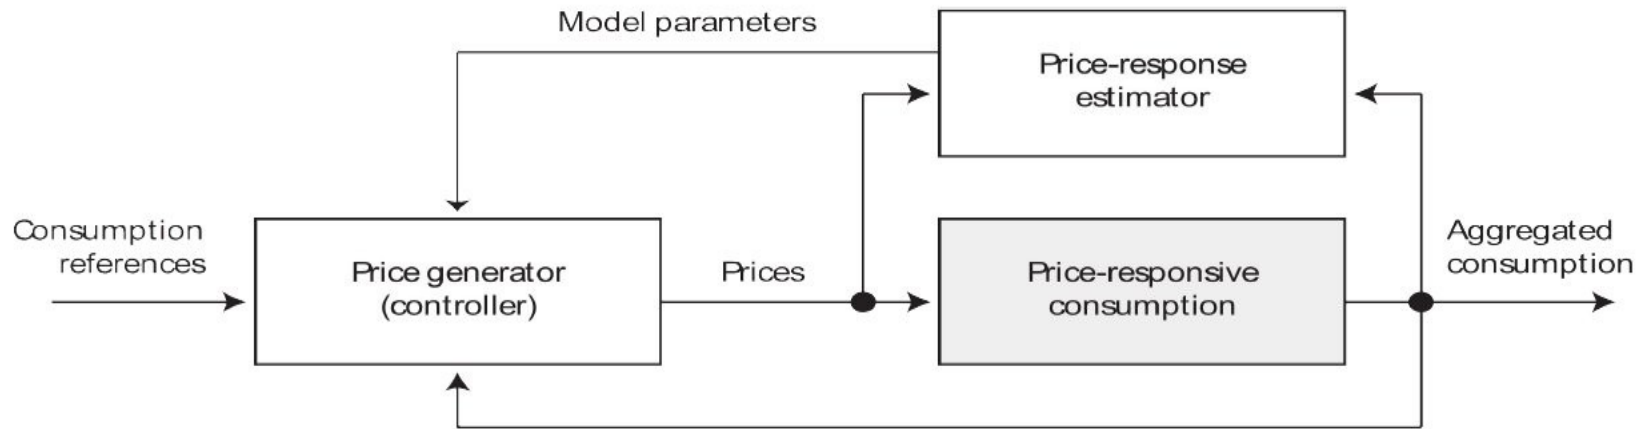 Model parameters
Price-response
estimator
Consumption
references
Price generator
(controller)
Prices
Price-responsive
consumption
Aggregated
consumption